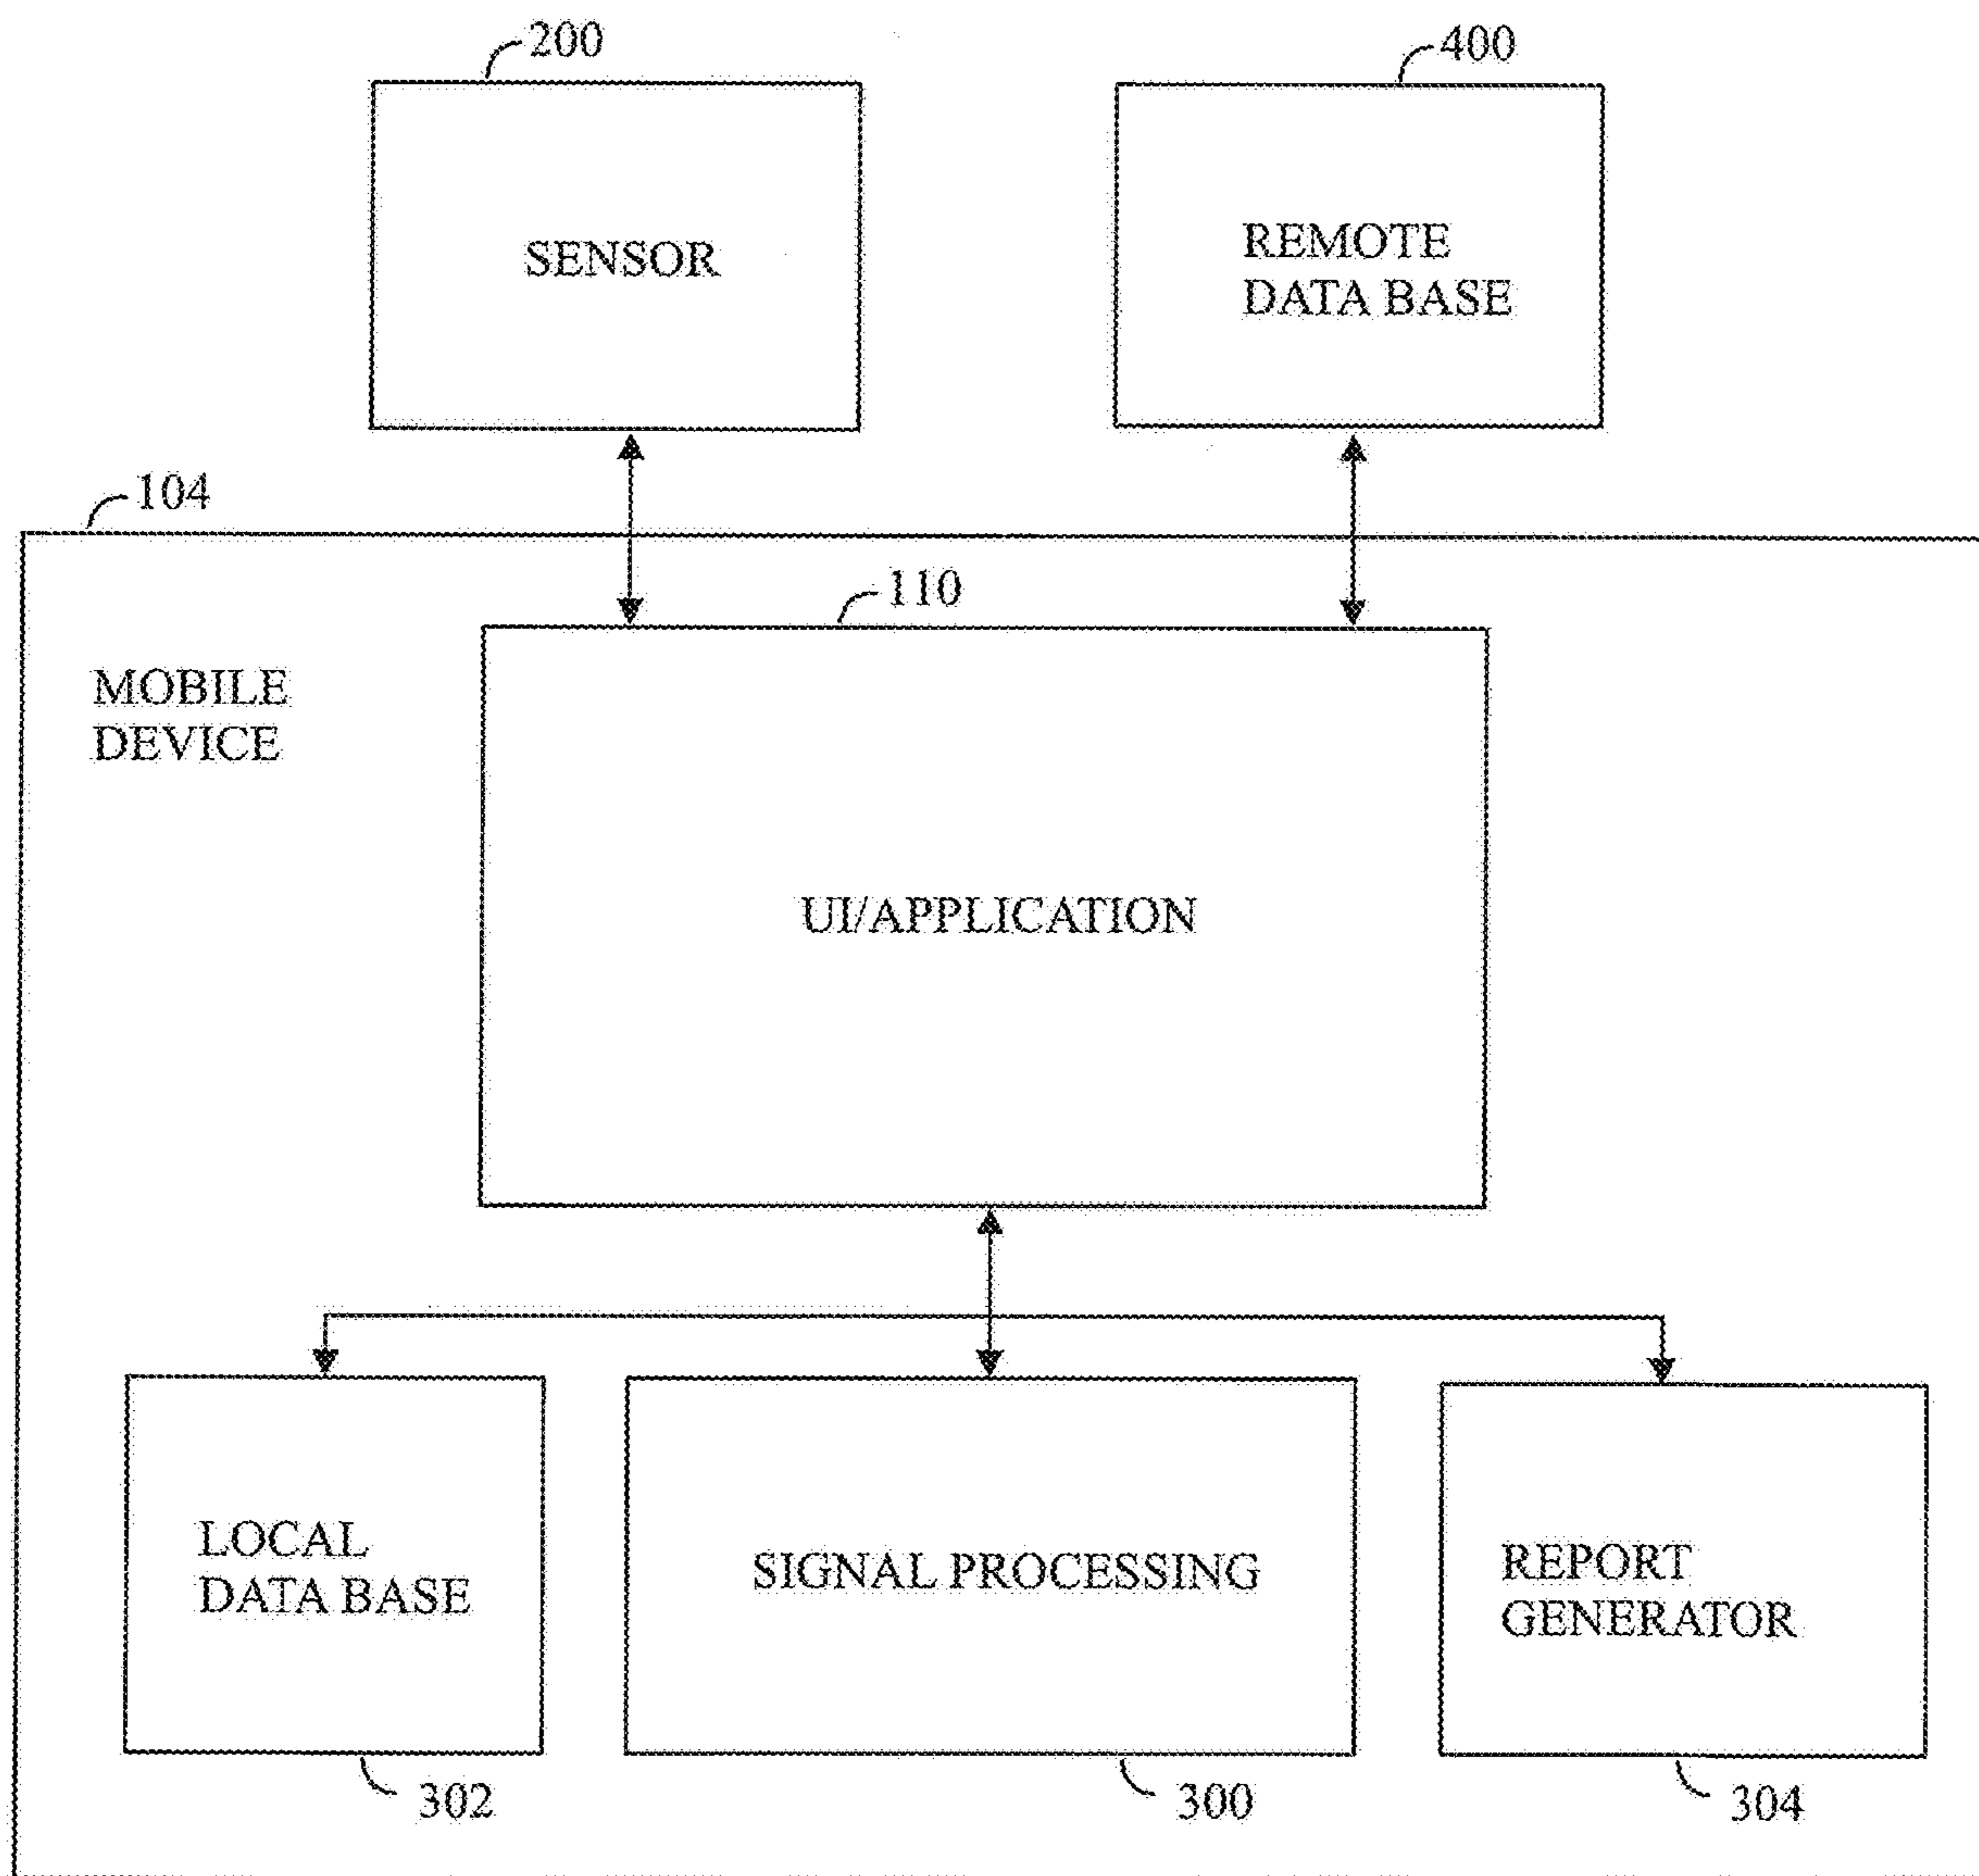 200
400
SENSOR
REMOTE
DATA BASE
104
110
MOBILE
DEVICE
UI/APPLICATION
LOCAL
DATA BASE
SIGNAL PROCESSING
REPORT
GENERATOR
302
300
304